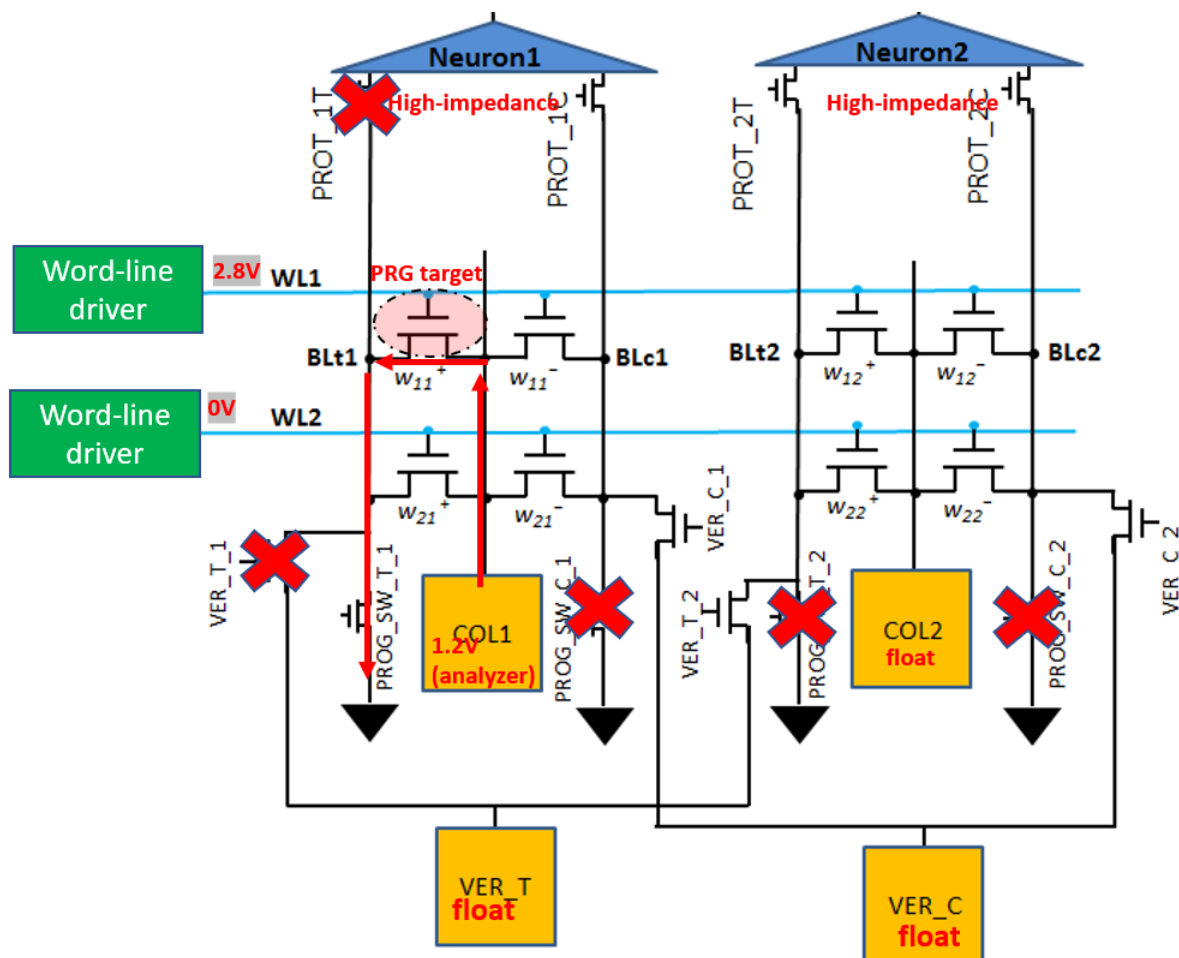 Neuron1
Neuron2
High-impedance
High-impedance
PROT_1T
PROT_1C
PROT_2T
PROT_2C
Word-line
driver
2.8V
WL1
PRG target
BLt1
w11+
w11−
BLc1
BLt2
w12+
w12−
BLc2
Word-line
driver
0V
WL2
w21+
w21−
w22+
w22−
VER_T_1
PROG_SW_T_1
COL1
1.2V
(analyzer)
PROG_SW_C_1
VER_C_1
VER_T_2
COL2
float
PROG_SW_C_2
VER_C_2
VER_T
float
VER_C
float